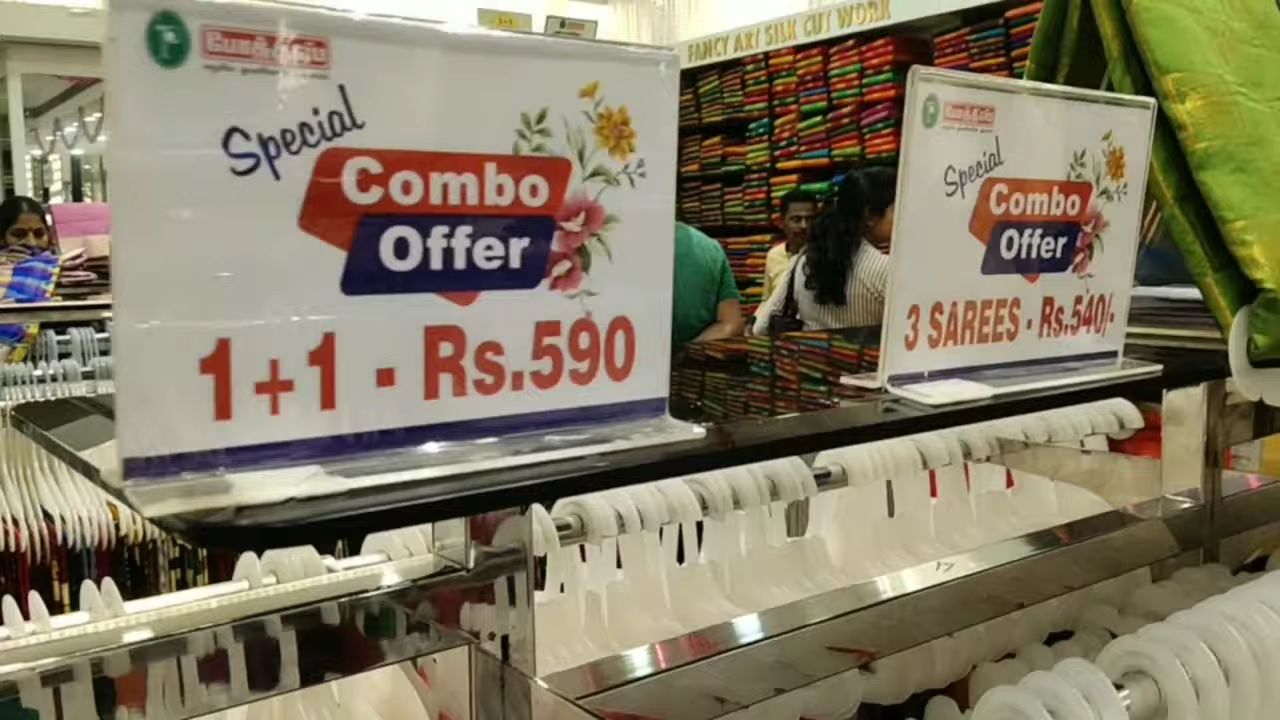 போத்தீஸ்
Special
Combo
Offer
1+1 - Rs.590
FANCY ART SILK CUT WORK
போத்தீஸ்
Special
Combo
Offer
3 SAREES - Rs.540/-